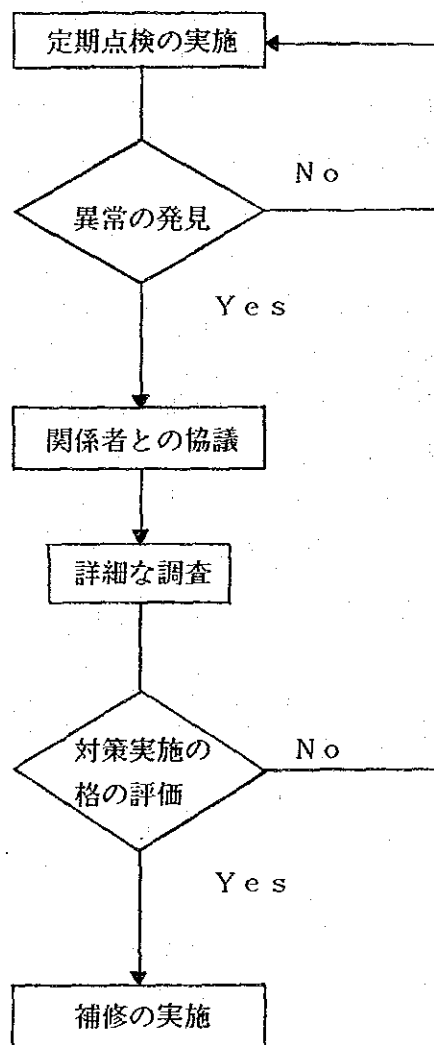 定期点検の実施
No
異常の発見
Yes
関係者との協議
詳細な調査
対策実施の
No
格の評価
Yes
補修の実施